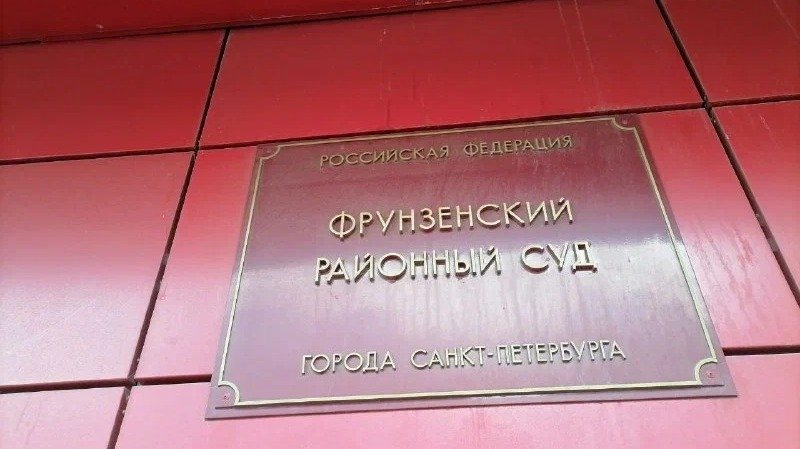 РОССИЙСКАЯ ФЕДЕРАЦИЯ
ФРУНЗЕНСКИЙ
РАЙОННЫЙ СУД
ГОРОДА САНКТ-ПЕТЕРБУРГА